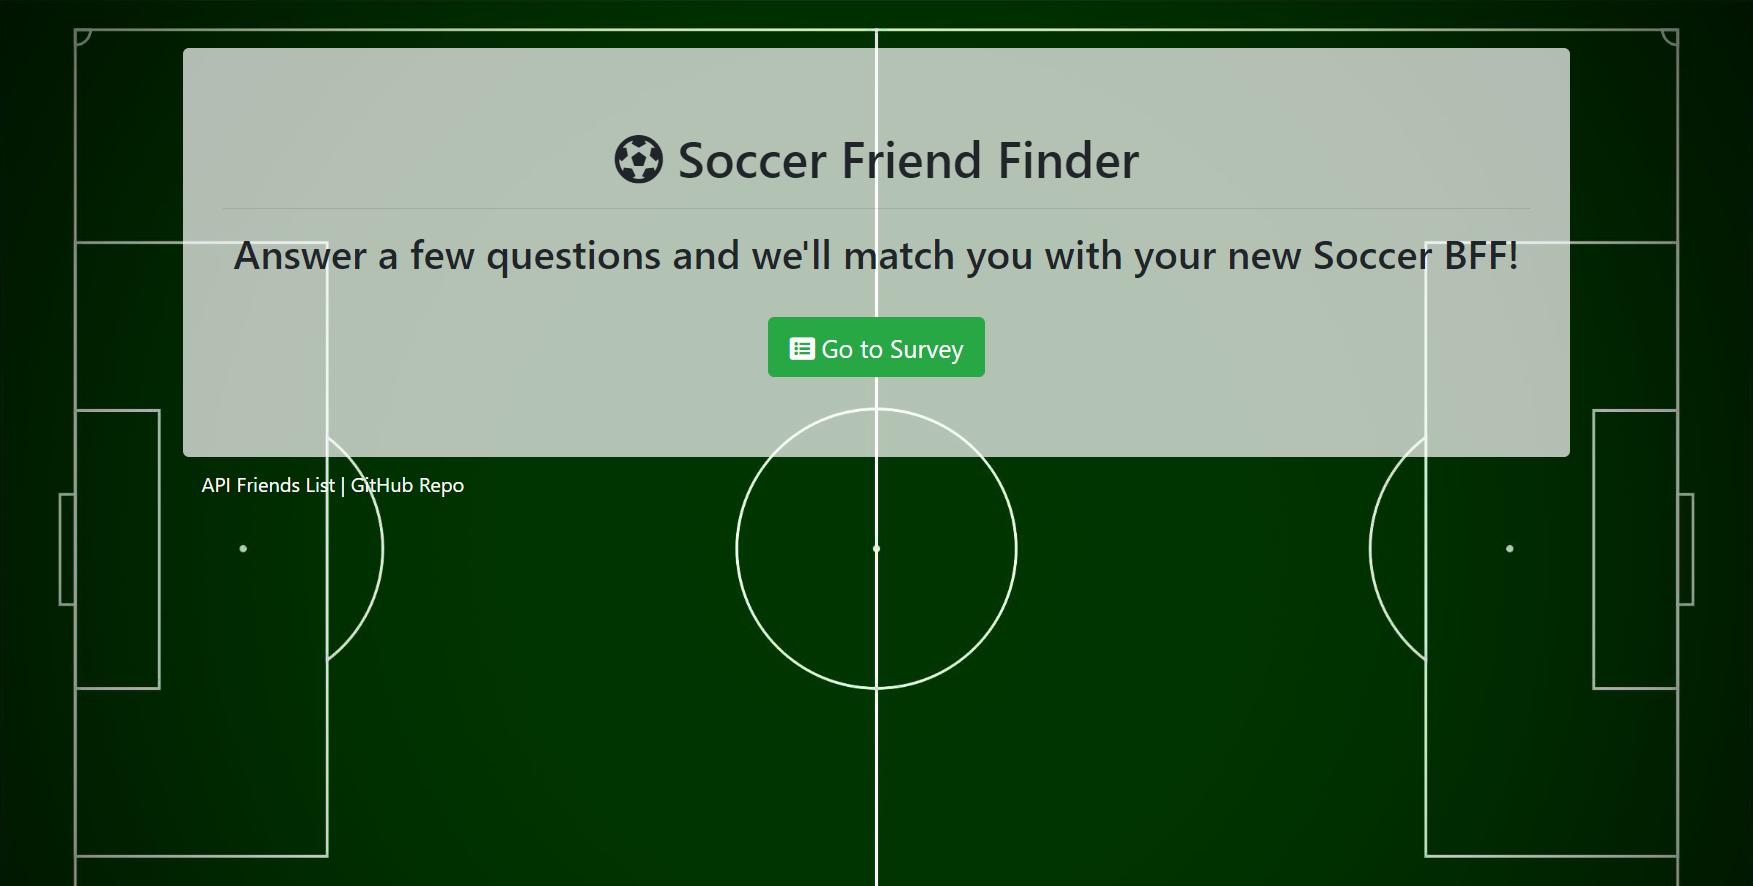 Soccer Friend Finder
Answer a few questions and we'll match you with your new Soccer BFF!
Go to Survey
API Friends List | GitHub Repo